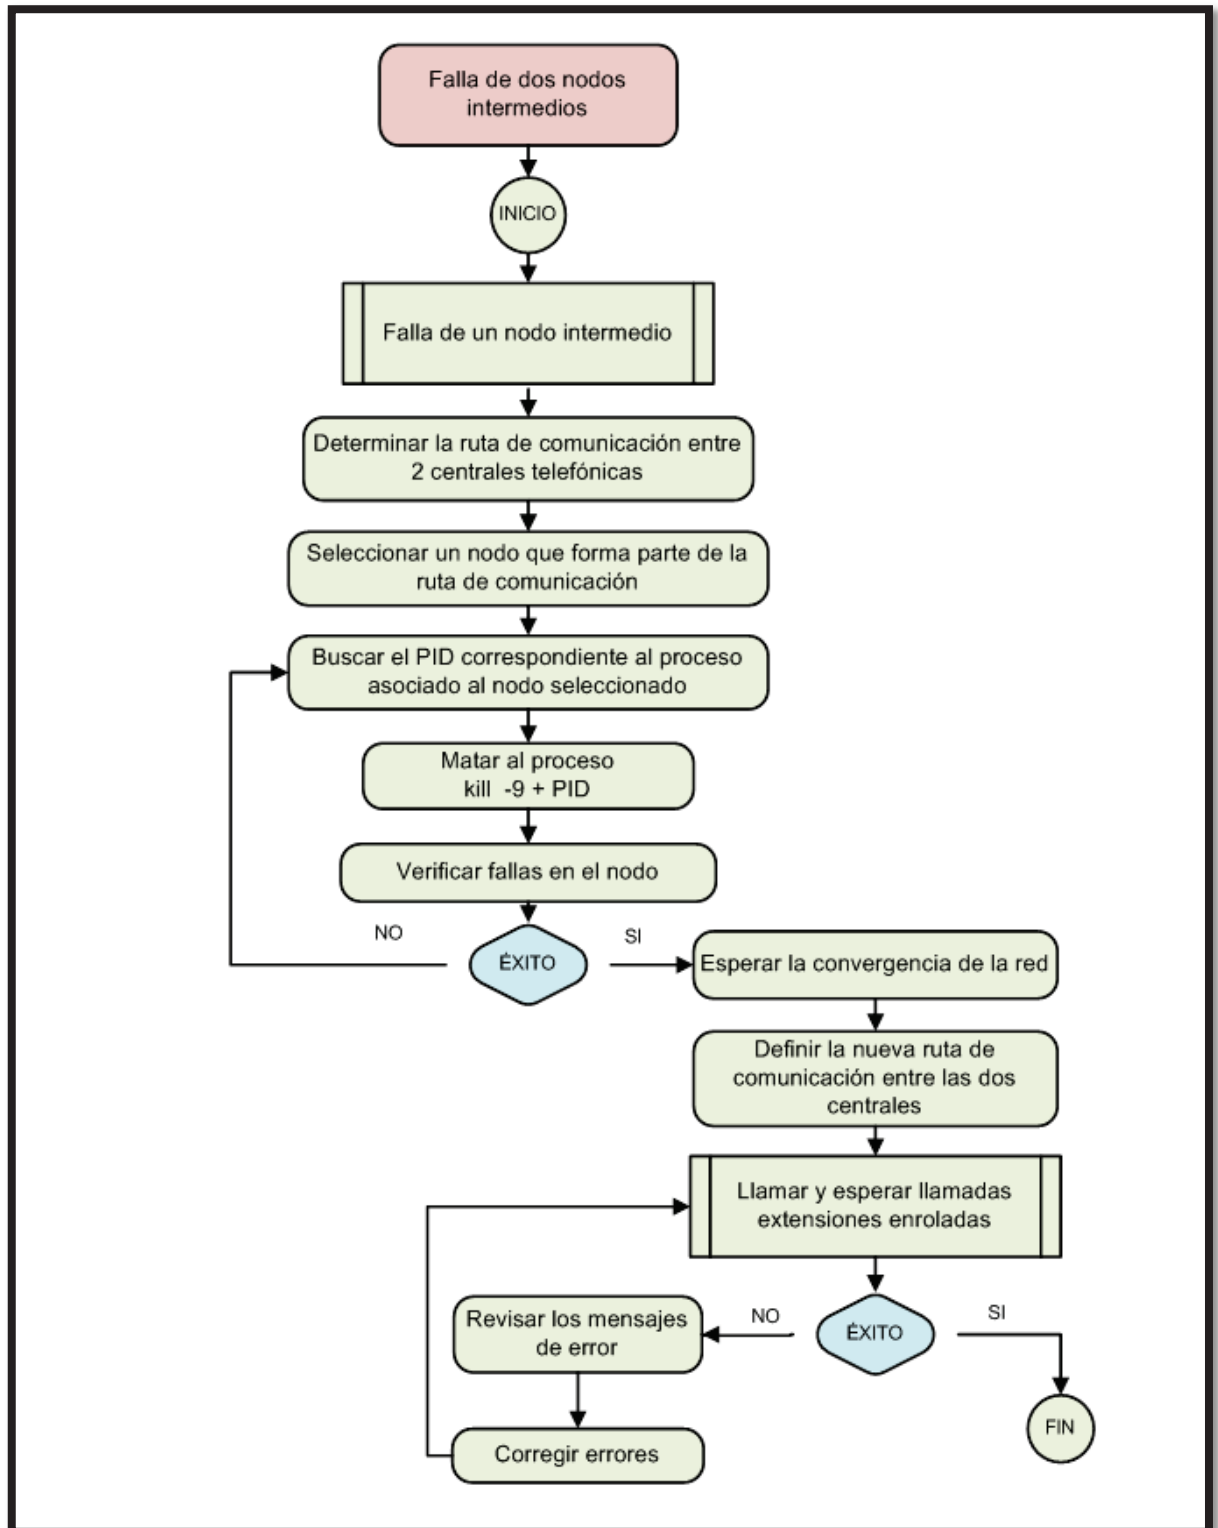 Falla de dos nodos
intermedios
INICIO
Falla de un nodo intermedio
Determinar la ruta de comunicación entre
2 centrales telefónicas
Seleccionar un nodo que forma parte de la
ruta de comunicación
Buscar el PID correspondiente al proceso
asociado al nodo seleccionado
Matar al proceso
kill -9 + PID
Verificar fallas en el nodo
NO
ÉXITO
SI
Esperar la convergencia de la red
Definir la nueva ruta de
comunicación entre las dos
centrales
Llamar y esperar llamadas
extensiones enroladas
ÉXITO
NO
SI
Revisar los mensajes
de error
Corregir errores
FIN